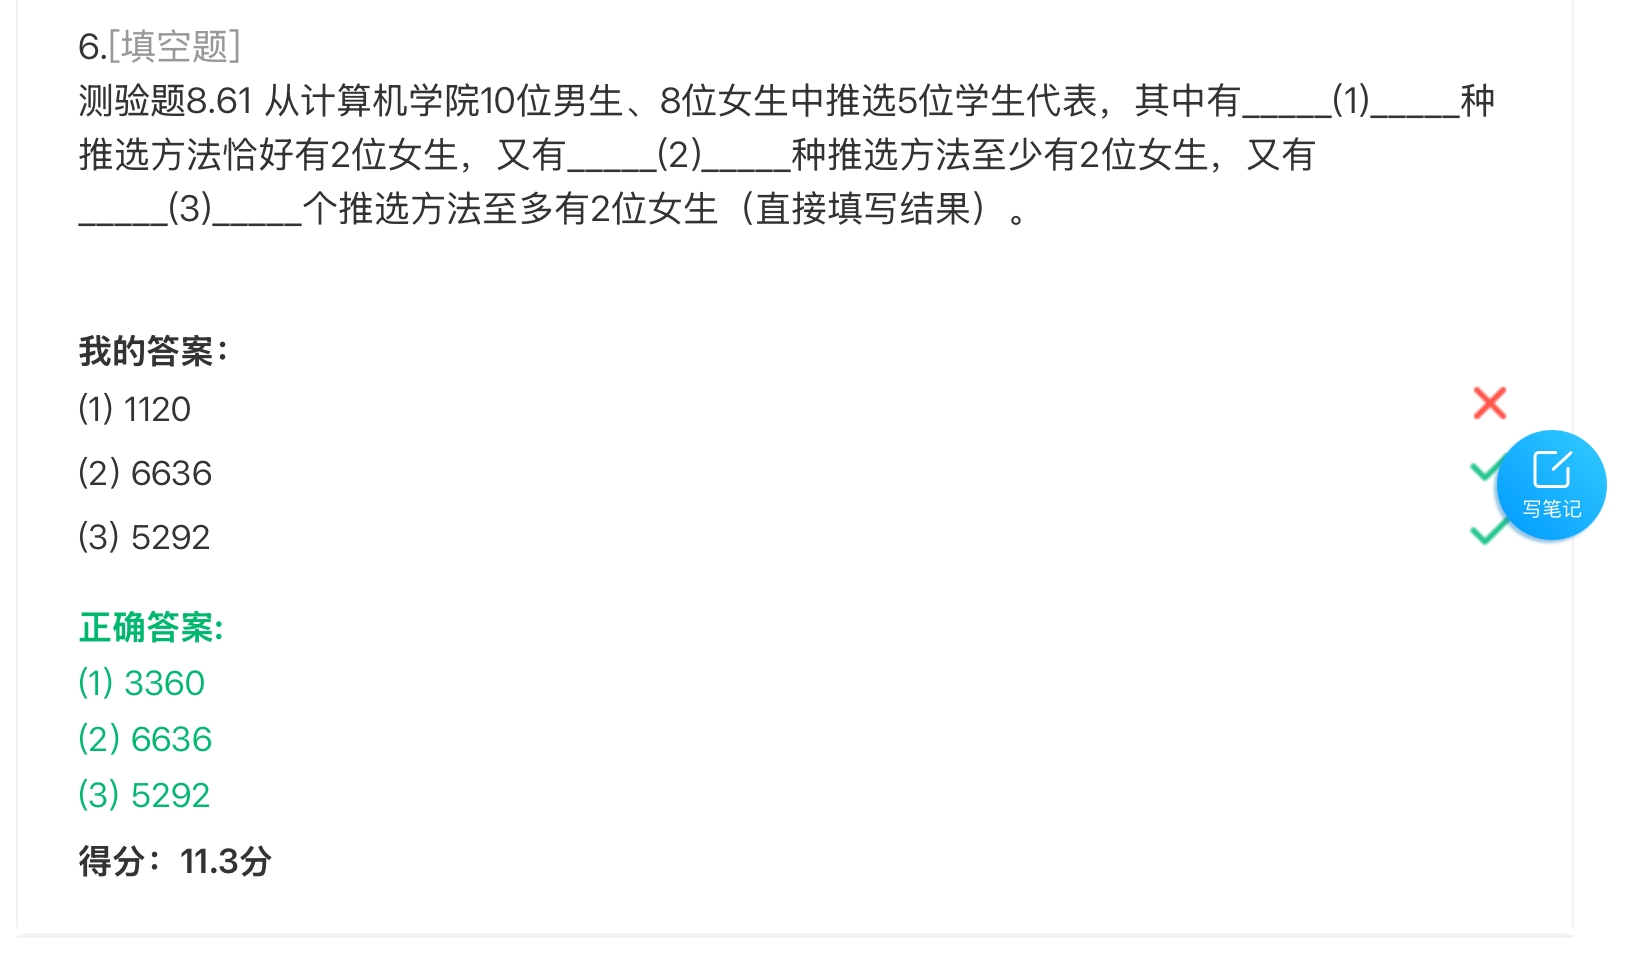 6.[填空题]
测验题8.61 从计算机学院10位男生、8位女生中推选5位学生代表，其中有_____(1)_____种
推选方法恰好有2位女生，又有_____(2)_____种推选方法至少有2位女生，又有
_____(3)_____个推选方法至多有2位女生（直接填写结果）。
我的答案：
(1) 1120
(2) 6636
写笔记
(3) 5292
正确答案:
(1) 3360
(2) 6636
(3) 5292
得分：11.3分